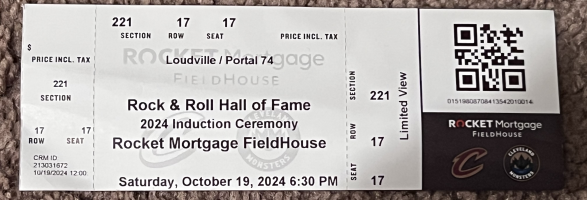 221 17 17
SECTION ROW SEAT PRICE INCL. TAX
$
PRICE INCL. TAX
221
SECTION
17 17
ROW SEAT
CRM ID:
213031672
10/19/2024 12:00
ROCKET Mortgage
FIELDHOUSE
Loudville / Portal 74
Rock & Roll Hall of Fame
2024 Induction Ceremony
Rocket Mortgage FieldHouse
Saturday, October 19, 2024 6:30 PM
SECTION 221
ROW 17
SEAT 17
Limited View
ROCKET Mortgage
FIELDHOUSE
C
CLEVELAND
MONSTERS